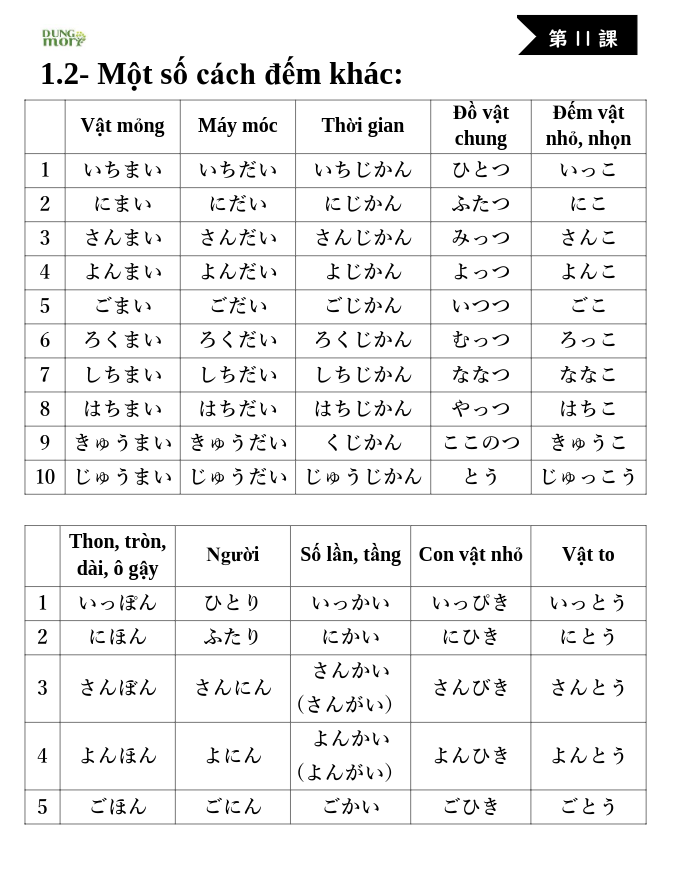 DUNG
mori
第 11 課
1.2- Một số cách đếm khác:
Vật mỏng Máy móc Thời gian Đồ vật chung Đếm vật nhỏ, nhọn
1 いちまい いちだい いちじかん ひとつ いっこ
2 にまい にだい にじかん ふたつ にこ
3 さんまい さんだい さんじかん みっつ さんこ
4 よんまい よんだい よじかん よっつ よんこ
5 ごまい ごだい ごじかん いつつ ごこ
6 ろくまい ろくだい ろくじかん むっつ ろっこ
7 しちまい しちだい しちじかん ななつ ななこ
8 はちまい はちだい はちじかん やっつ はちこ
9 きゅうまい きゅうだい くじかん ここのつ きゅうこ
10 じゅうまい じゅうだい じゅうじかん とう じゅっこう
Thon, tròn, dài, ô gậy Người Số lần, tầng Con vật nhỏ Vật to
1 いっぽん ひとり いっかい いっぴき いっとう
2 にほん ふたり にかい にひき にとう
3 さんぼん さんにん さんかい (さんがい) さんびき さんとう
4 よんほん よにん よんかい (よんがい) よんひき よんとう
5 ごほん ごにん ごかい ごひき ごとう